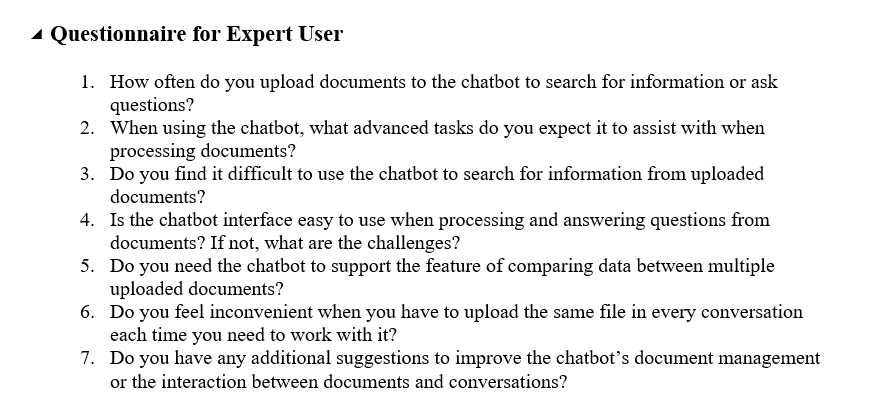 Questionnaire for Expert User
1. How often do you upload documents to the chatbot to search for information or ask
questions?
2. When using the chatbot, what advanced tasks do you expect it to assist with when
processing documents?
3. Do you find it difficult to use the chatbot to search for information from uploaded
documents?
4. Is the chatbot interface easy to use when processing and answering questions from
documents? If not, what are the challenges?
5. Do you need the chatbot to support the feature of comparing data between multiple
uploaded documents?
6. Do you feel inconvenient when you have to upload the same file in every conversation
each time you need to work with it?
7. Do you have any additional suggestions to improve the chatbot’s document management
or the interaction between documents and conversations?